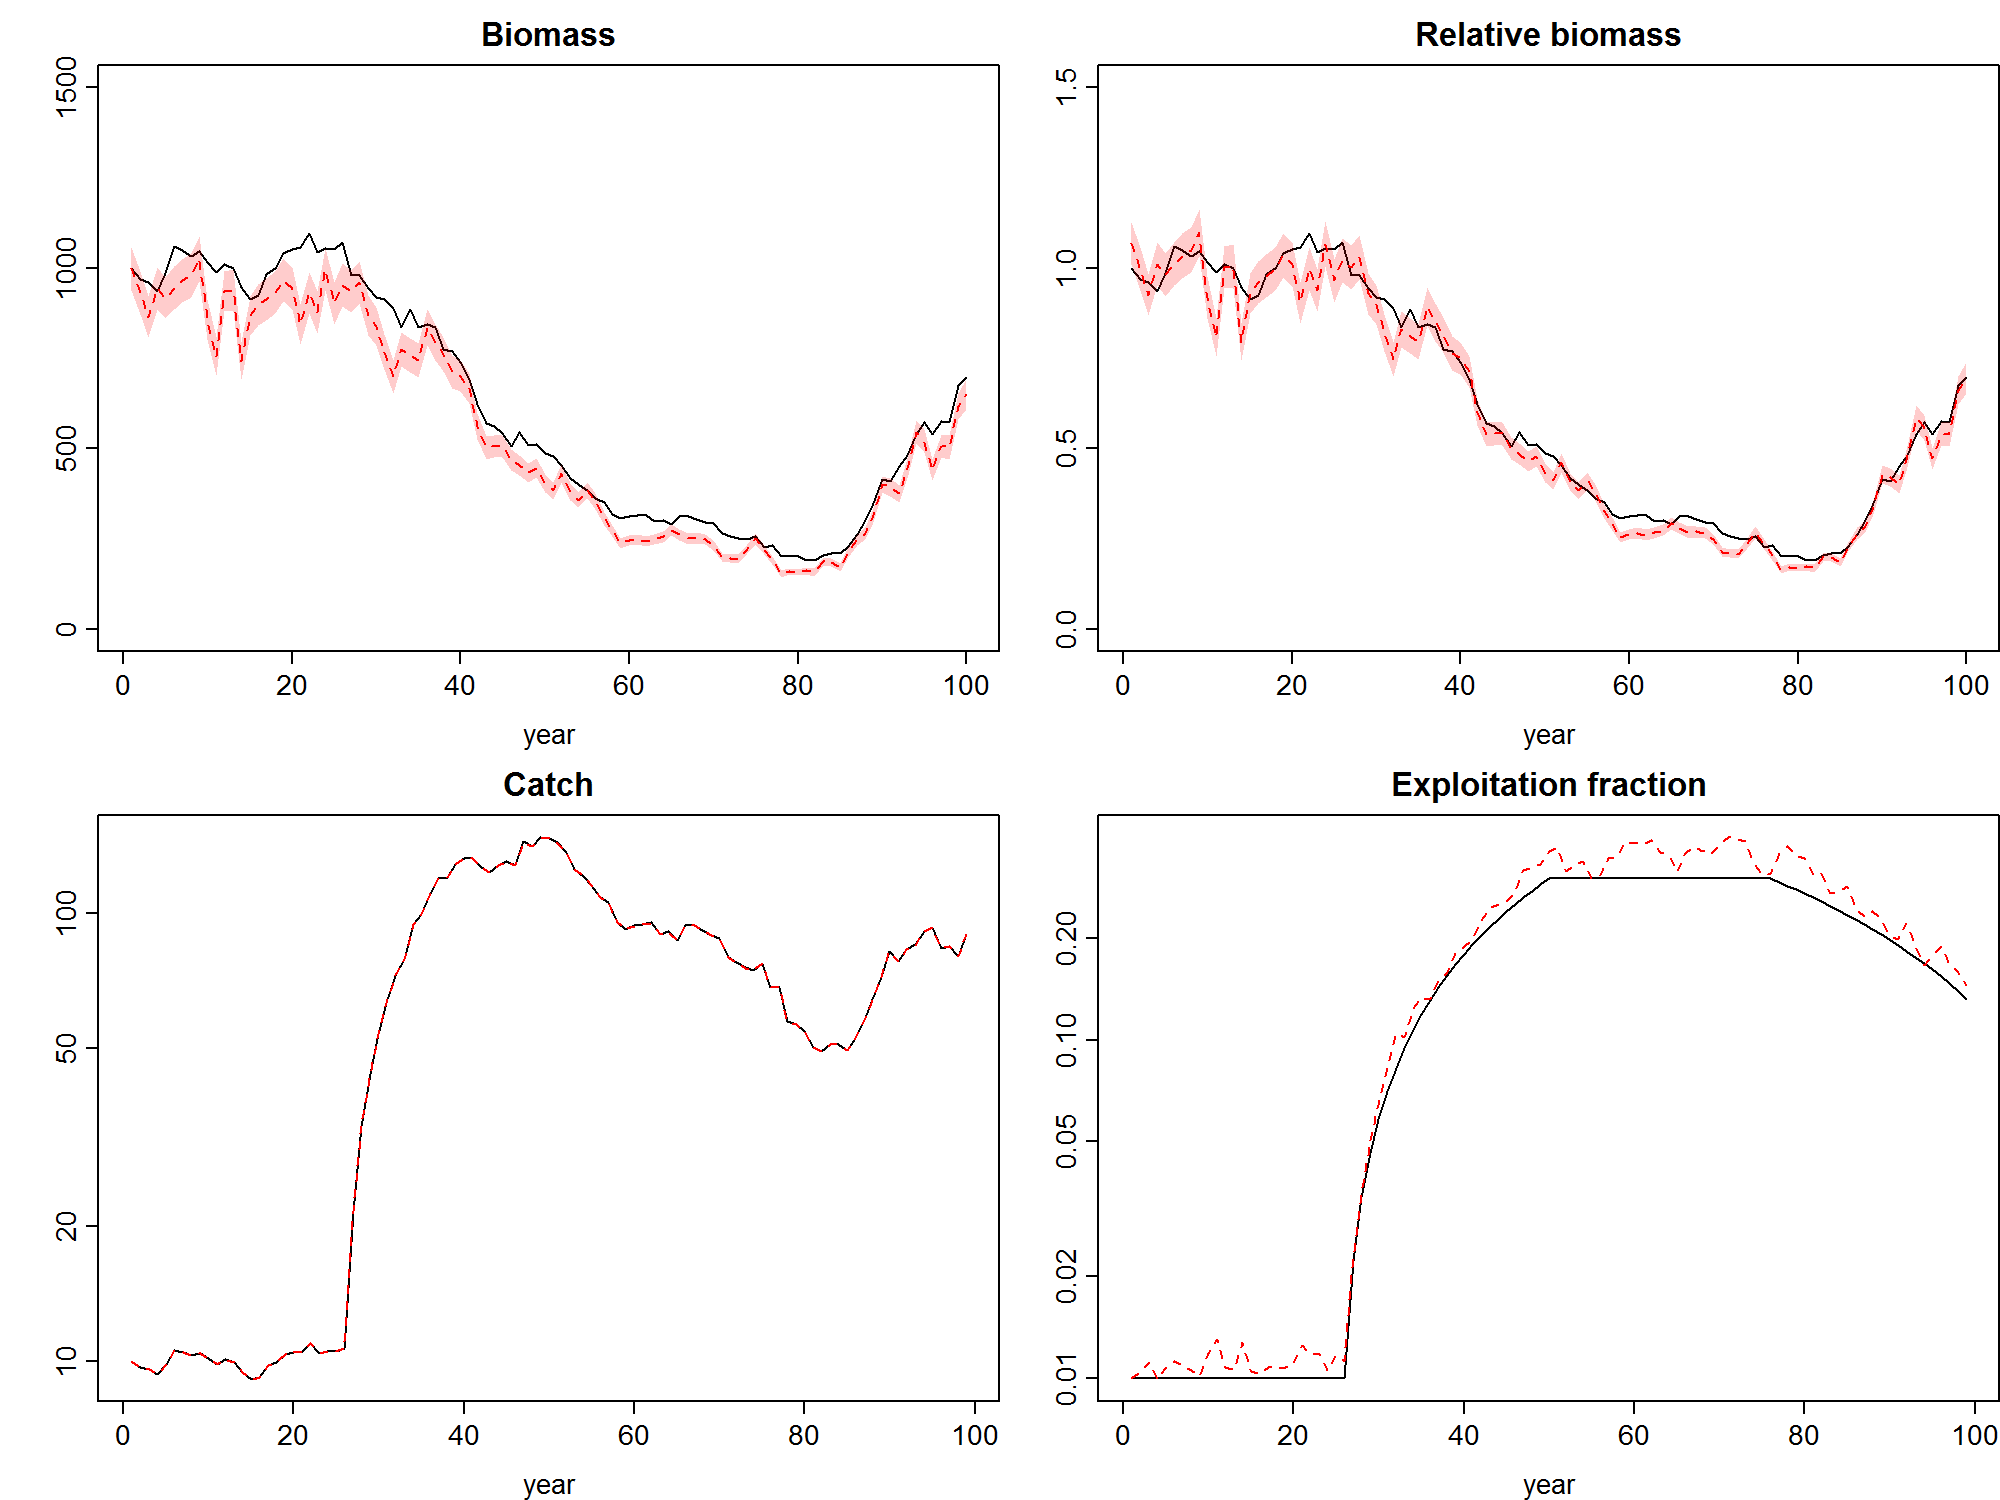 Biomass
1500
1000
500
0
0 20 40 60 80 100
year
Relative biomass
1.5
1.0
0.5
0.0
0 20 40 60 80 100
year
Catch
100
50
20
10
0 20 40 60 80 100
year
Exploitation fraction
0.20
0.10
0.05
0.02
0.01
0 20 40 60 80 100
year